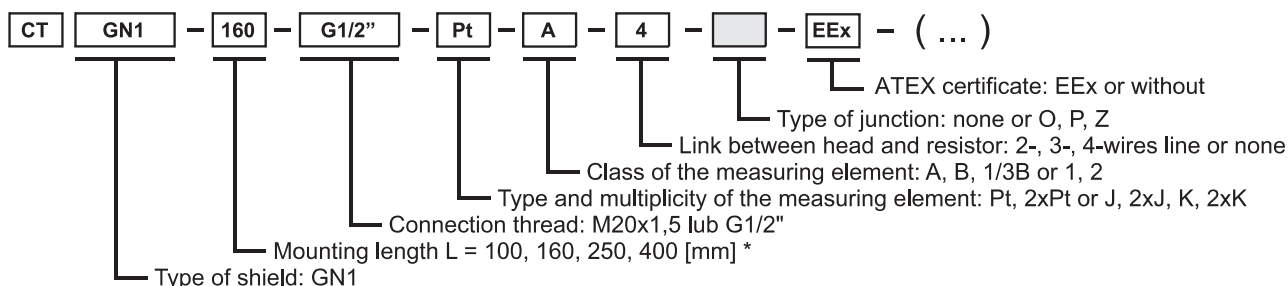 CT GN1 – 160 – G1/2” – Pt – A – 4 – – EEx – (...)
ATEX certificate: EEx or without
Type of junction: none or O, P, Z
Link between head and resistor: 2-, 3-, 4-wires line or none
Class of the measuring element: A, B, 1/3B or 1, 2
Type and multiplicity of the measuring element: Pt, 2xPt or J, 2xJ, K, 2xK
Connection thread: M20x1,5 lub G1/2"
Mounting length L = 100, 160, 250, 400 [mm] *
Type of shield: GN1